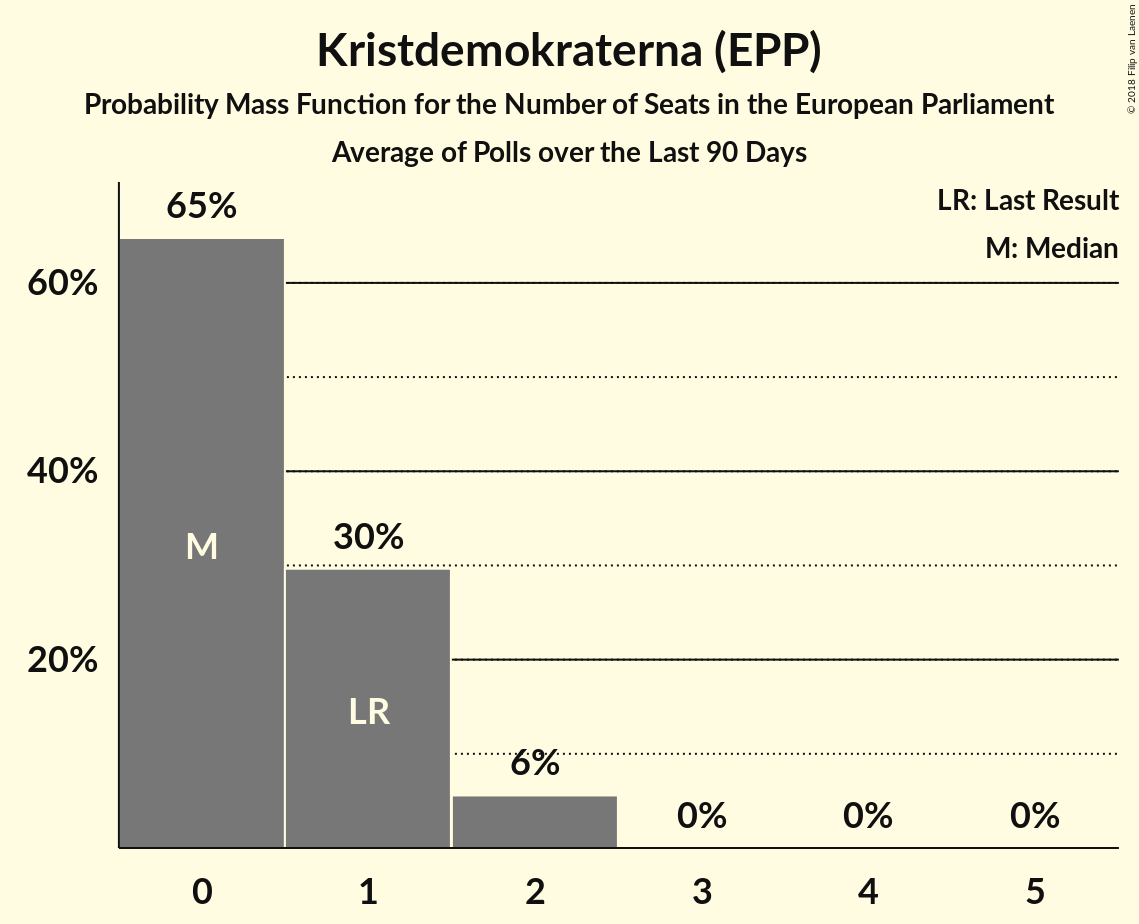 Kristdemokraterna (EPP)
Probability Mass Function for the Number of Seats in the European Parliament
Average of Polls over the Last 90 Days
© 2018 Filip van Laenen
LR: Last Result
M: Median
65%
60%
40%
M
30%
20%
LR
6%
0%
0%
0%
0
1
2
3
4
5